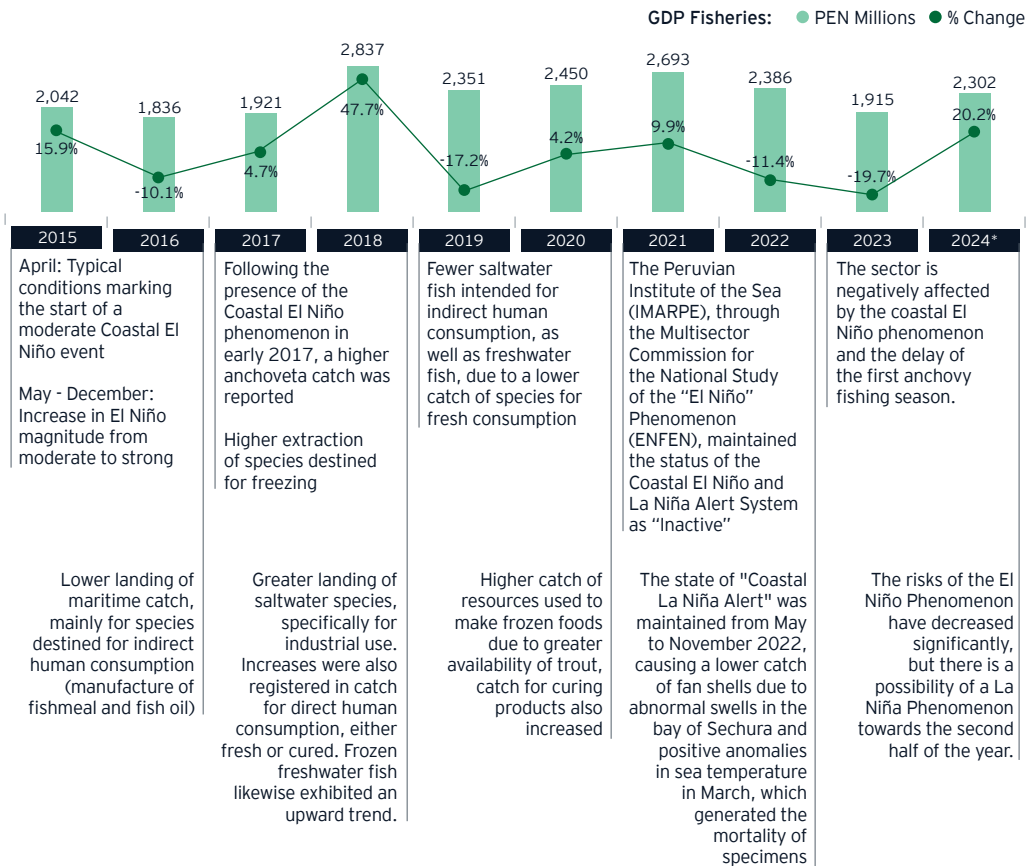 GDP Fisheries: PEN Millions % Change
2,042
1,836
1,921
2,837
2,351
2,450
2,693
2,386
1,915
2,302
15.9%
-10.1%
4.7%
47.7%
-17.2%
4.2%
9.9%
-11.4%
-19.7%
20.2%
2015
2016
2017
2018
2019
2020
2021
2022
2023
2024*
April: Typical
conditions marking
the start of a
moderate Coastal El
Niño event
May - December:
Increase in El Niño
magnitude from
moderate to strong
Lower landing of
maritime catch,
mainly for species
destined for indirect
human consumption
(manufacture of
fishmeal and fish oil)
Following the
presence of the
Coastal El Niño
phenomenon in
early 2017, a higher
anchoveta catch was
reported
Higher extraction
of species destined
for freezing
Greater landing of
saltwater species,
specifically for
industrial use.
Increases were also
registered in catch
for direct human
consumption, either
fresh or cured. Frozen
freshwater fish
likewise exhibited an
upward trend.
Fewer saltwater
fish intended for
indirect human
consumption, as
well as freshwater
fish, due to a lower
catch of species for
fresh consumption
Higher catch of
resources used to
make frozen foods
due to greater
availability of trout,
catch for curing
products also
increased
The Peruvian
Institute of the Sea
(IMARPE), through
the Multisector
Commission for
the National Study
of the “El Niño”
Phenomenon
(ENFEN), maintained
the status of the
Coastal El Niño and
La Niña Alert System
as “Inactive”
The state of "Coastal
La Niña Alert" was
maintained from May
to November 2022,
causing a lower catch
of fan shells due to
abnormal swells in the
bay of Sechura and
positive anomalies
in sea temperature
in March, which
generated the
mortality of
specimens
The sector is
negatively affected
by the coastal El
Niño phenomenon
and the delay of
the first anchovy
fishing season.
The risks of the El
Niño Phenomenon
have decreased
significantly,
but there is a
possibility of a La
Niña Phenomenon
towards the second
half of the year.